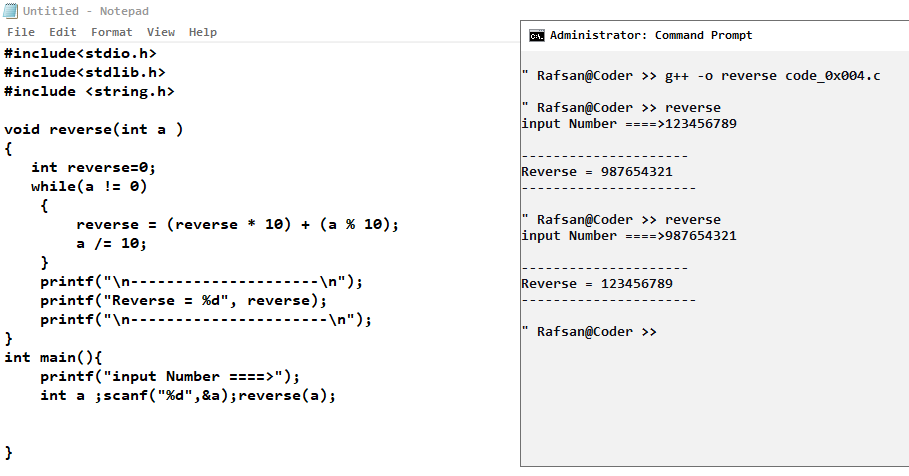 Untitled - Notepad
File Edit Format View Help
#include<stdio.h>
#include<stdlib.h>
#include <string.h>
void reverse(int a )
{
int reverse=0;
while(a != 0)
{
reverse = (reverse * 10) + (a % 10);
a /= 10;
}
printf("\n---------------------\n");
printf("Reverse = %d", reverse);
printf("\n----------------------\n");
}
int main(){
printf("input Number ====>");
int a ;scanf("%d",&a);reverse(a);
}
Administrator: Command Prompt
" Rafsan@Coder >> g++ -o reverse code_0x004.c
" Rafsan@Coder >> reverse
input Number ====>123456789
---------------------
Reverse = 987654321
----------------------
" Rafsan@Coder >> reverse
input Number ====>987654321
---------------------
Reverse = 123456789
----------------------
" Rafsan@Coder >>